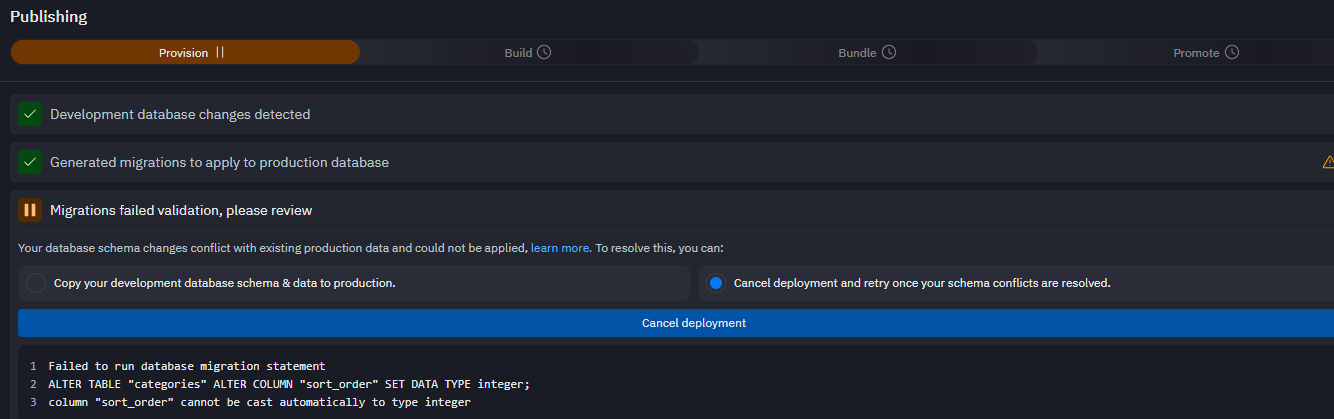 Publishing
Provision
Build
Bundle
Promote
Development database changes detected
Generated migrations to apply to production database
Migrations failed validation, please review
Your database schema changes conflict with existing production data and could not be applied, learn more. To resolve this, you can:
Copy your development database schema & data to production.
Cancel deployment and retry once your schema conflicts are resolved.
Cancel deployment
1 Failed to run database migration statement
2 ALTER TABLE "categories" ALTER COLUMN "sort_order" SET DATA TYPE integer;
3 column "sort_order" cannot be cast automatically to type integer